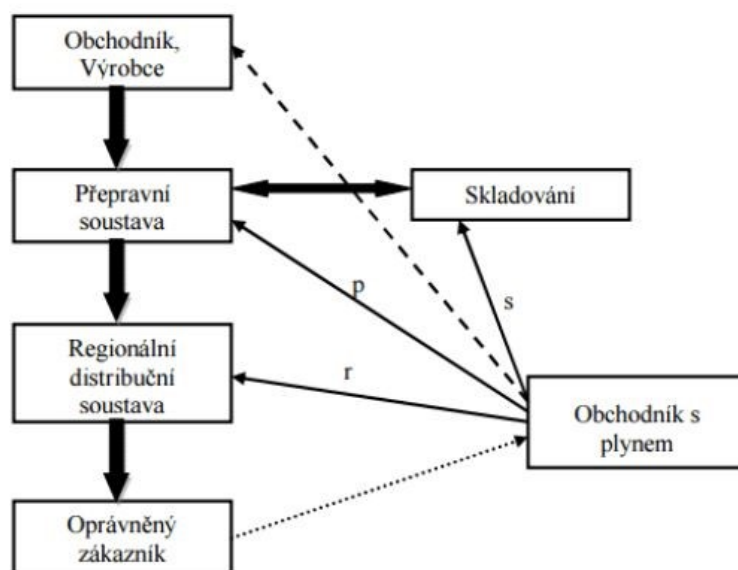 Obchodník,
Výrobce
Přepravní
soustava
Skladování
p
s
Regionální
distribuční
soustava
r
Obchodník s
plynem
Oprávněný
zákazník